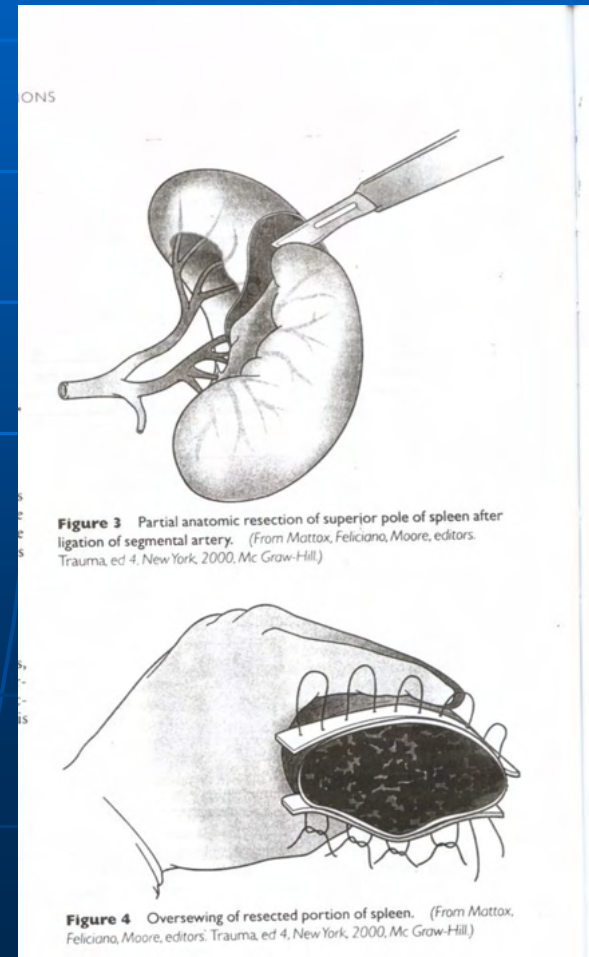 IONS
Figure 3 Partial anatomic resection of superior pole of spleen after
ligation of segmental artery. (From Mattox, Feliciano, Moore, editors.
Trauma, ed 4. New York, 2000, Mc Graw-Hill.)
s
e
e
s
s,
r-
t-
is
Figure 4 Oversewing of resected portion of spleen. (From Mattox,
Feliciano, Moore, editors. Trauma, ed 4, New York, 2000, Mc Graw-Hill.)